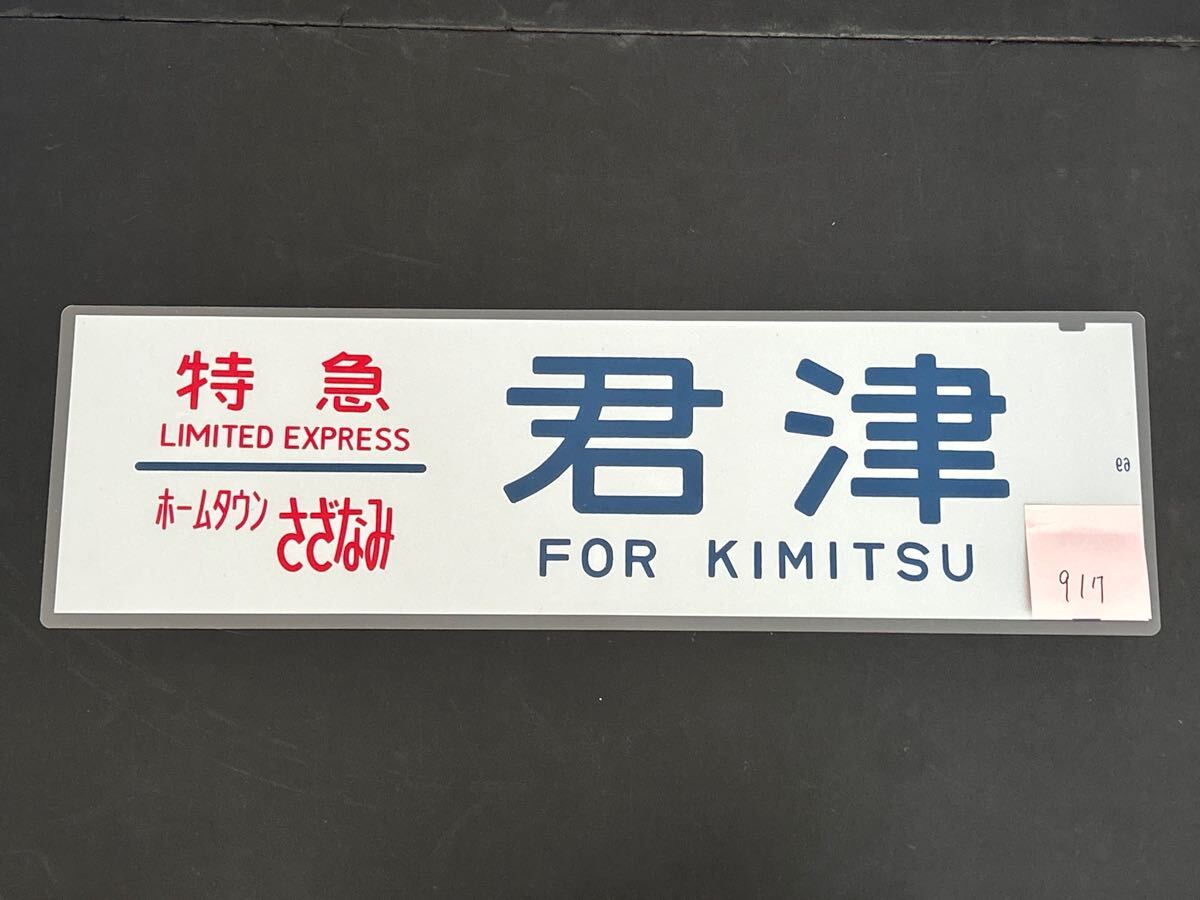 特急
LIMITED EXPRESS
ホームタウン さざなみ
君津
FOR KIMITSU
69
917